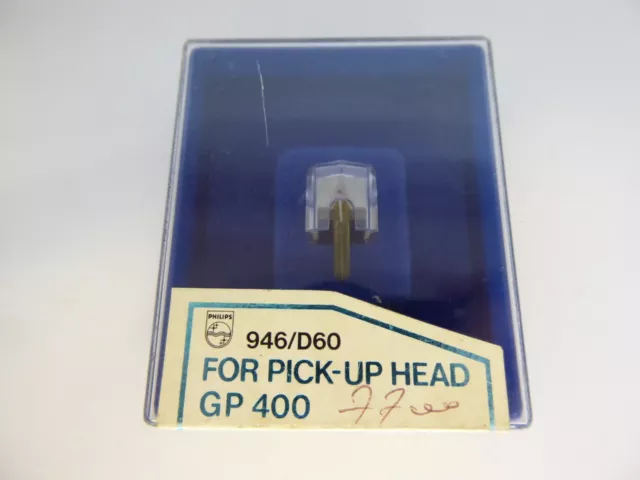 PHILIPS
946/D60
FOR PICK-UP HEAD
GP 400